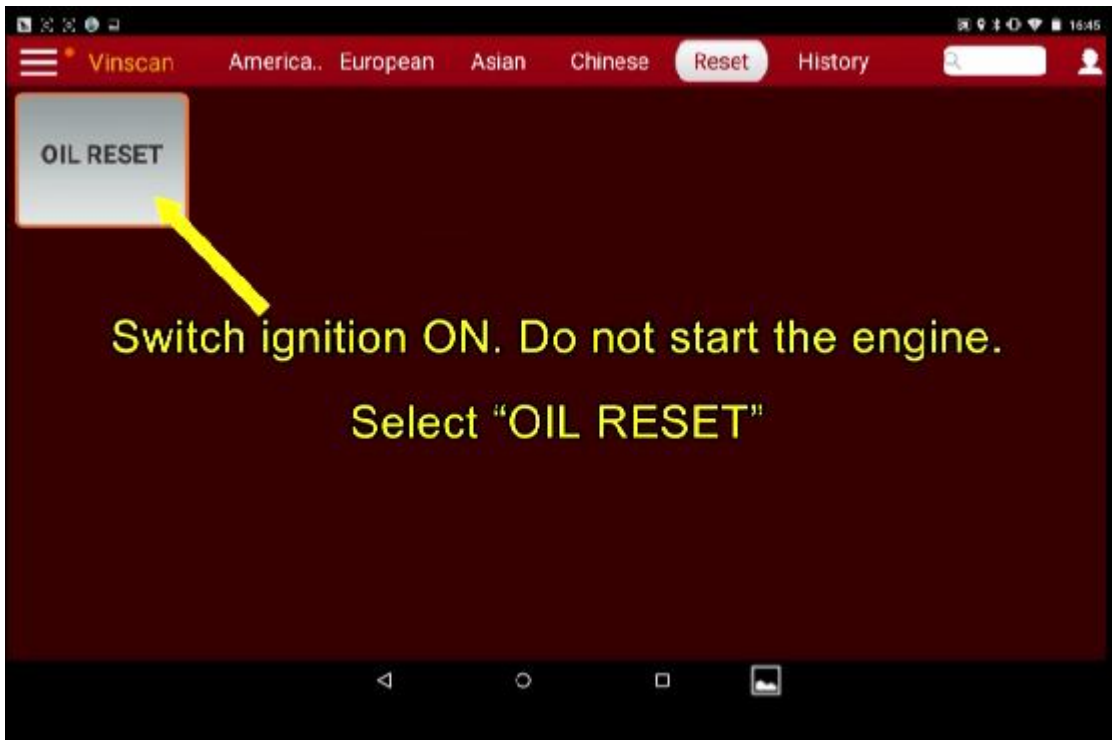 16:45
Vinscan America.. European Asian Chinese Reset History
OIL RESET
Switch ignition ON. Do not start the engine.
Select “OIL RESET”